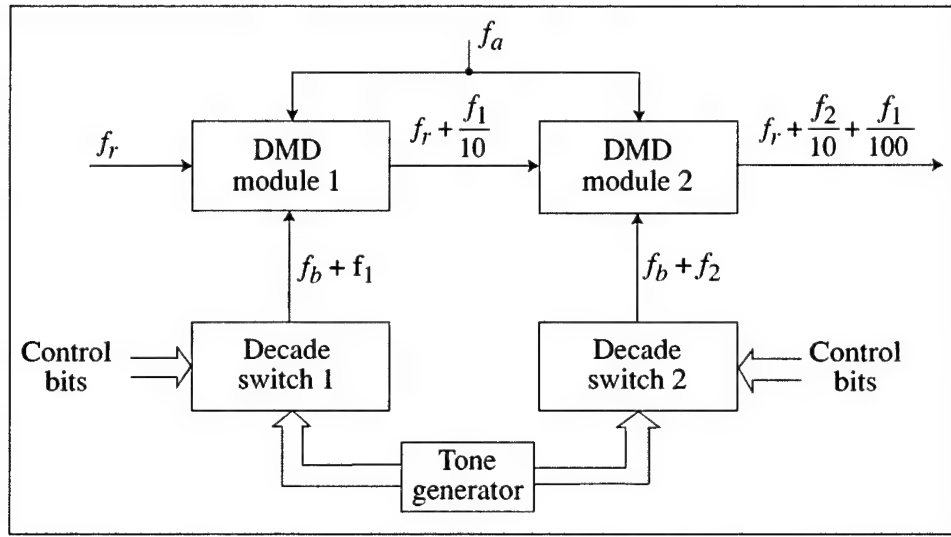 f_a
f_r
DMD
module 1
f_r + f_1/10
DMD
module 2
f_r + f_2/10 + f_1/100
f_b + f_1
f_b + f_2
Control
bits
Decade
switch 1
Decade
switch 2
Control
bits
Tone
generator